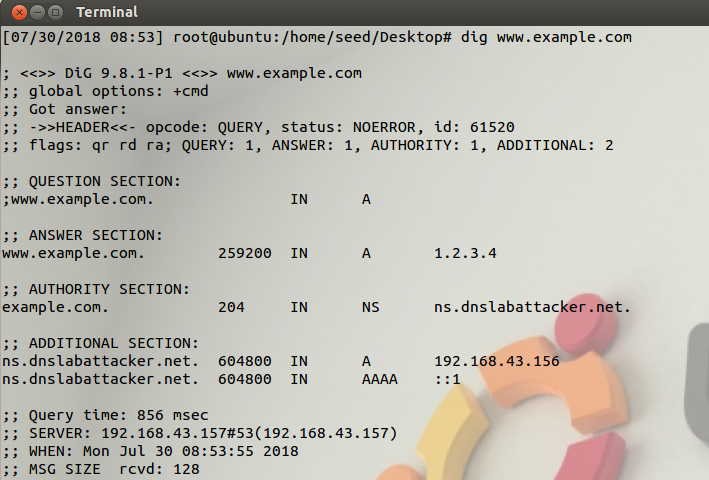 Terminal
[07/30/2018 08:53] root@ubuntu:/home/seed/Desktop# dig www.example.com
; <<>> DiG 9.8.1-P1 <<>> www.example.com
;; global options: +cmd
;; Got answer:
;; ->>HEADER<<- opcode: QUERY, status: NOERROR, id: 61520
;; flags: qr rd ra; QUERY: 1, ANSWER: 1, AUTHORITY: 1, ADDITIONAL: 2
;; QUESTION SECTION:
;www.example.com. IN A
;; ANSWER SECTION:
www.example.com. 259200 IN A 1.2.3.4
;; AUTHORITY SECTION:
example.com. 204 IN NS ns.dnslabattacker.net.
;; ADDITIONAL SECTION:
ns.dnslabattacker.net. 604800 IN A 192.168.43.156
ns.dnslabattacker.net. 604800 IN AAAA ::1
;; Query time: 856 msec
;; SERVER: 192.168.43.157#53(192.168.43.157)
;; WHEN: Mon Jul 30 08:53:55 2018
;; MSG SIZE rcvd: 128